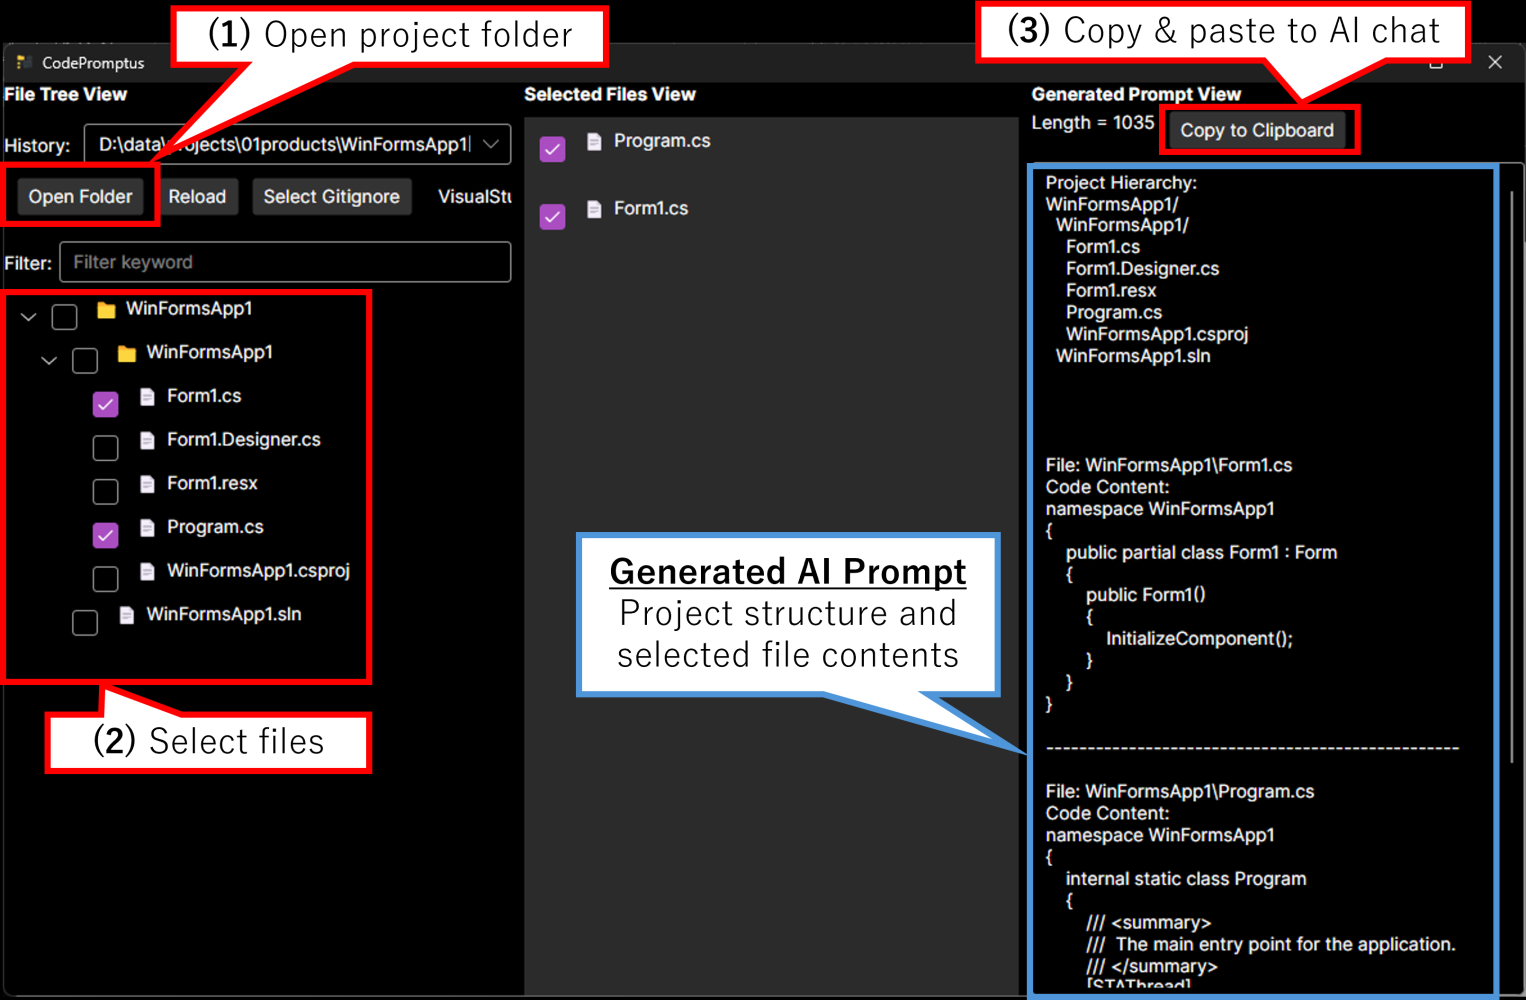 (1) Open project folder
(3) Copy & paste to AI chat
CodePromptus
File Tree View
History: D:\data\ ojects\01products\WinFormsApp1
Open Folder Reload Select Gitignore VisualStu
Filter: Filter keyword
WinFormsApp1
WinFormsApp1
Form1.cs
Form1.Designer.cs
Form1.resx
Program.cs
WinFormsApp1.csproj
WinFormsApp1.sln
(2) Select files
Selected Files View
Program.cs
Form1.cs
Generated AI Prompt
Project structure and
selected file contents
Generated Prompt View
Length = 1035 Copy to Clipboard
Project Hierarchy:
WinFormsApp1/
WinFormsApp1/
Form1.cs
Form1.Designer.cs
Form1.resx
Program.cs
WinFormsApp1.csproj
WinFormsApp1.sln
File: WinFormsApp1\Form1.cs
Code Content:
namespace WinFormsApp1
{
public partial class Form1 : Form
{
public Form1()
{
InitializeComponent();
}
}
}
--------------------------------------------------
File: WinFormsApp1\Program.cs
Code Content:
namespace WinFormsApp1
{
internal static class Program
{
/// <summary>
/// The main entry point for the application.
/// </summary>
[STAThread]